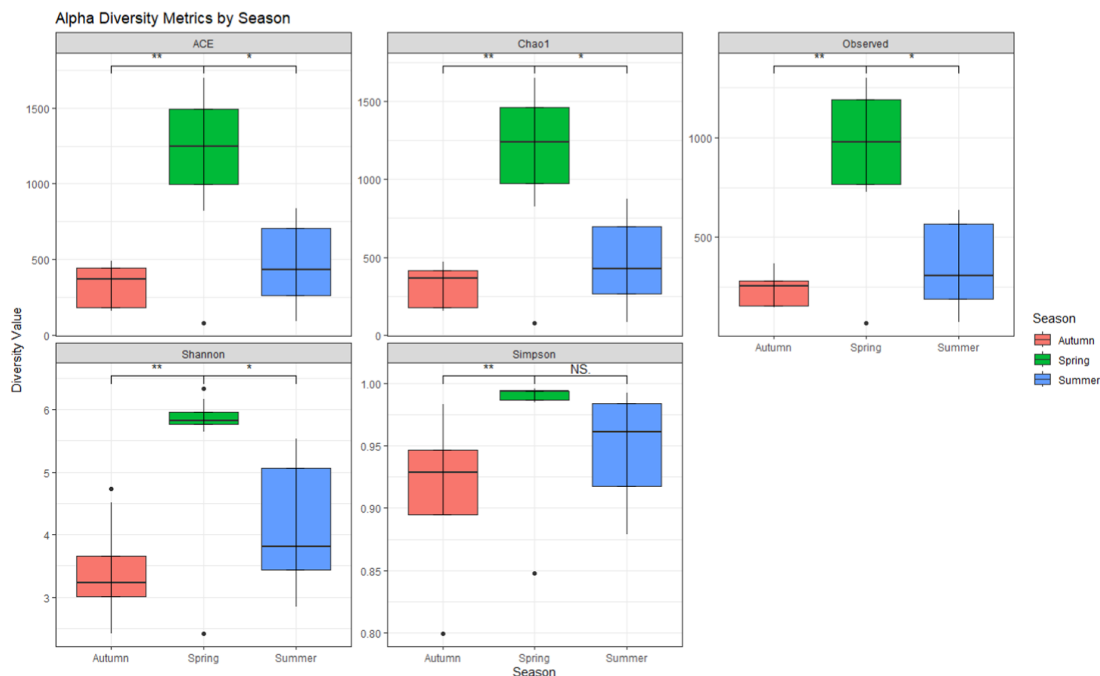 Alpha Diversity Metrics by Season
ACE
Chao1
Observed
** *
** *
** *
1500
1000
500
0
1500
1000
500
0
1000
500
Autumn Spring Summer
Shannon
Simpson
** *
** NS.
6
5
4
3
1.00
0.95
0.90
0.85
0.80
Autumn Spring Summer
Autumn Spring Summer
Season
Diversity Value
Season
Autumn
Spring
Summer